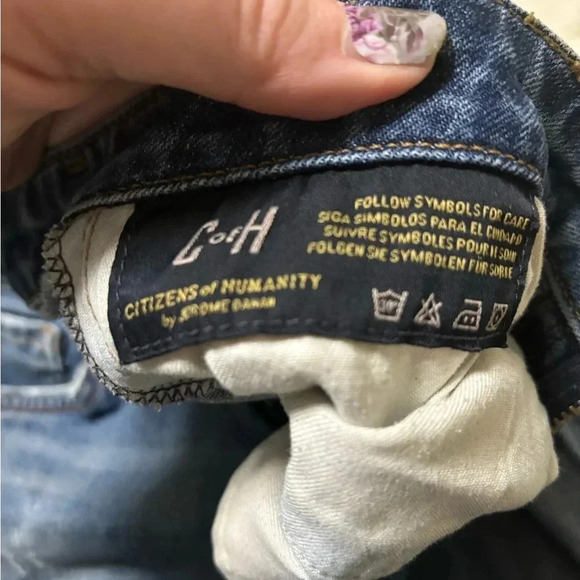 C of H
CITIZENS of HUMANITY
by JEROME DAHAN
FOLLOW SYMBOLS FOR CARE
SIGA SIMBOLOS PARA EL CUIDADO
SUIVRE SYMBOLES POUR SOIN
FOLGEN SIE SYMBOLEN FÜR SORGE